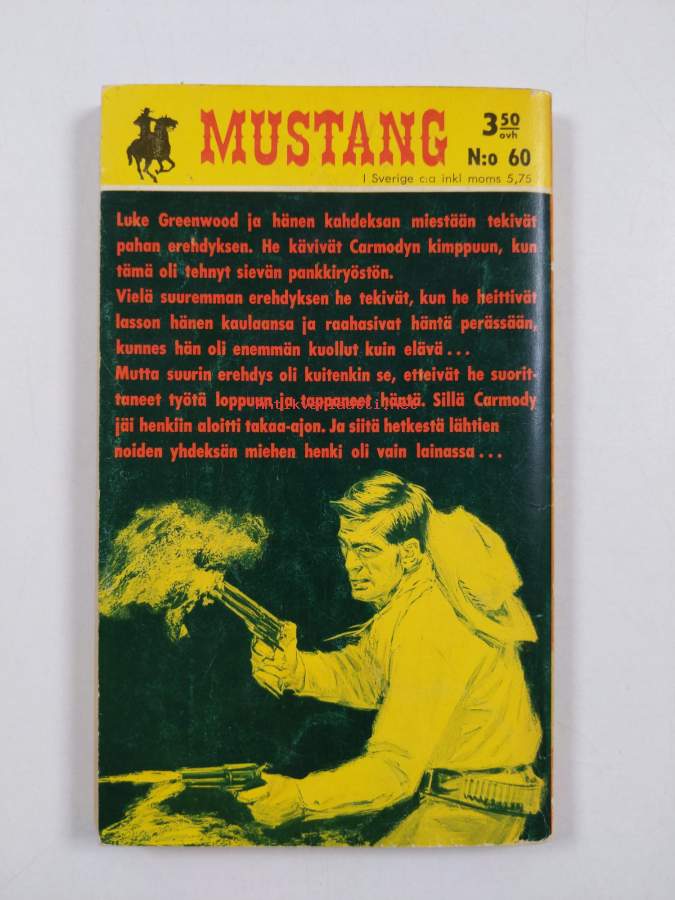 MUSTANG
3 50
ovh
N:o 60
I Sverige c:a inkl moms 5,75
Luke Greenwood ja hänen kahdeksan miestään tekivät
pahan erehdyksen. He kävivät Carmodyn kimppuun, kun
tämä oli tehnyt sievän pankkiryöstön.
Vielä suuremman erehdyksen he tekivät, kun he heittivät
lasson hänen kaulaansa ja raahasivat häntä perässään,
kunnes hän oli enemmän kuollut kuin elävä...
Mutta suurin erehdys oli kuitenkin se, etteivät he suorit-
taneet työtä loppuun ja tappaneet häntä. Sillä Carmody
jäi henkiin aloitti takaa-ajon. Ja siitä hetkestä lähtien
noiden yhdeksän miehen henki oli vain lainassa...